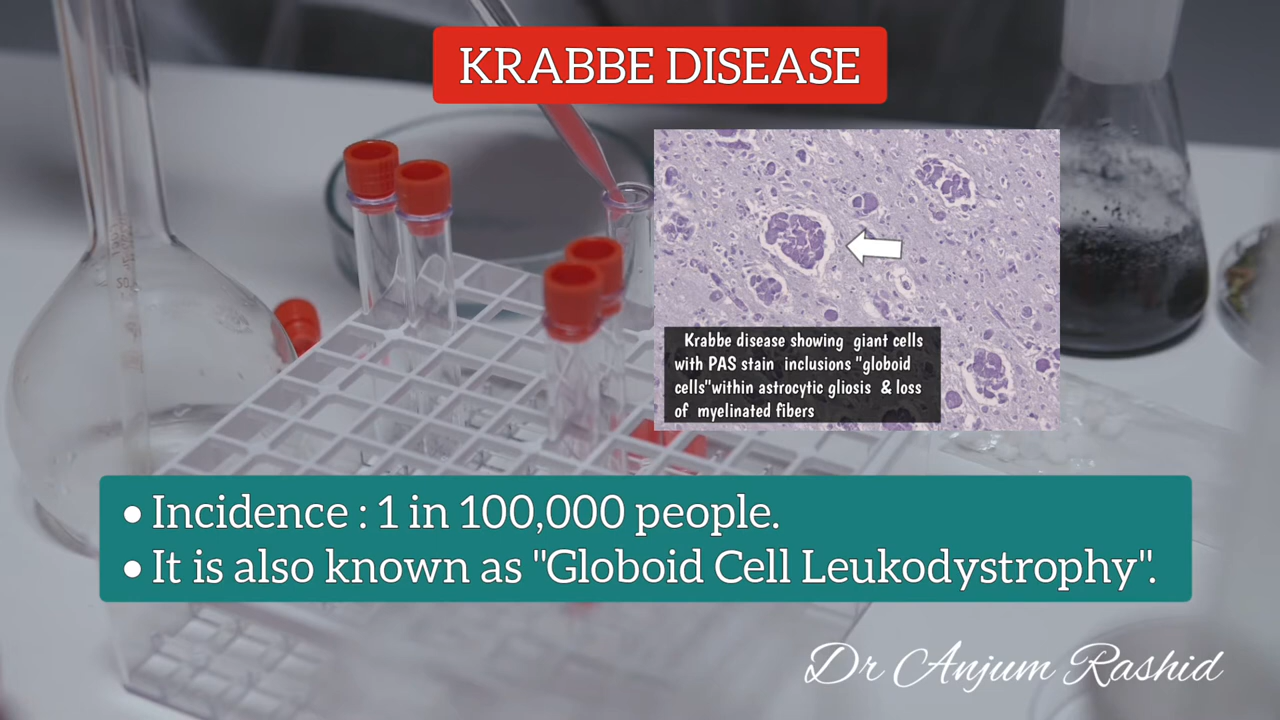 KRABBE DISEASE
Krabbe disease showing giant cells
with PAS stain inclusions "globoid
cells"within astrocytic gliosis & loss
of myelinated fibers
• Incidence : 1 in 100,000 people.
• It is also known as "Globoid Cell Leukodystrophy".
Dr Anjum Rashid